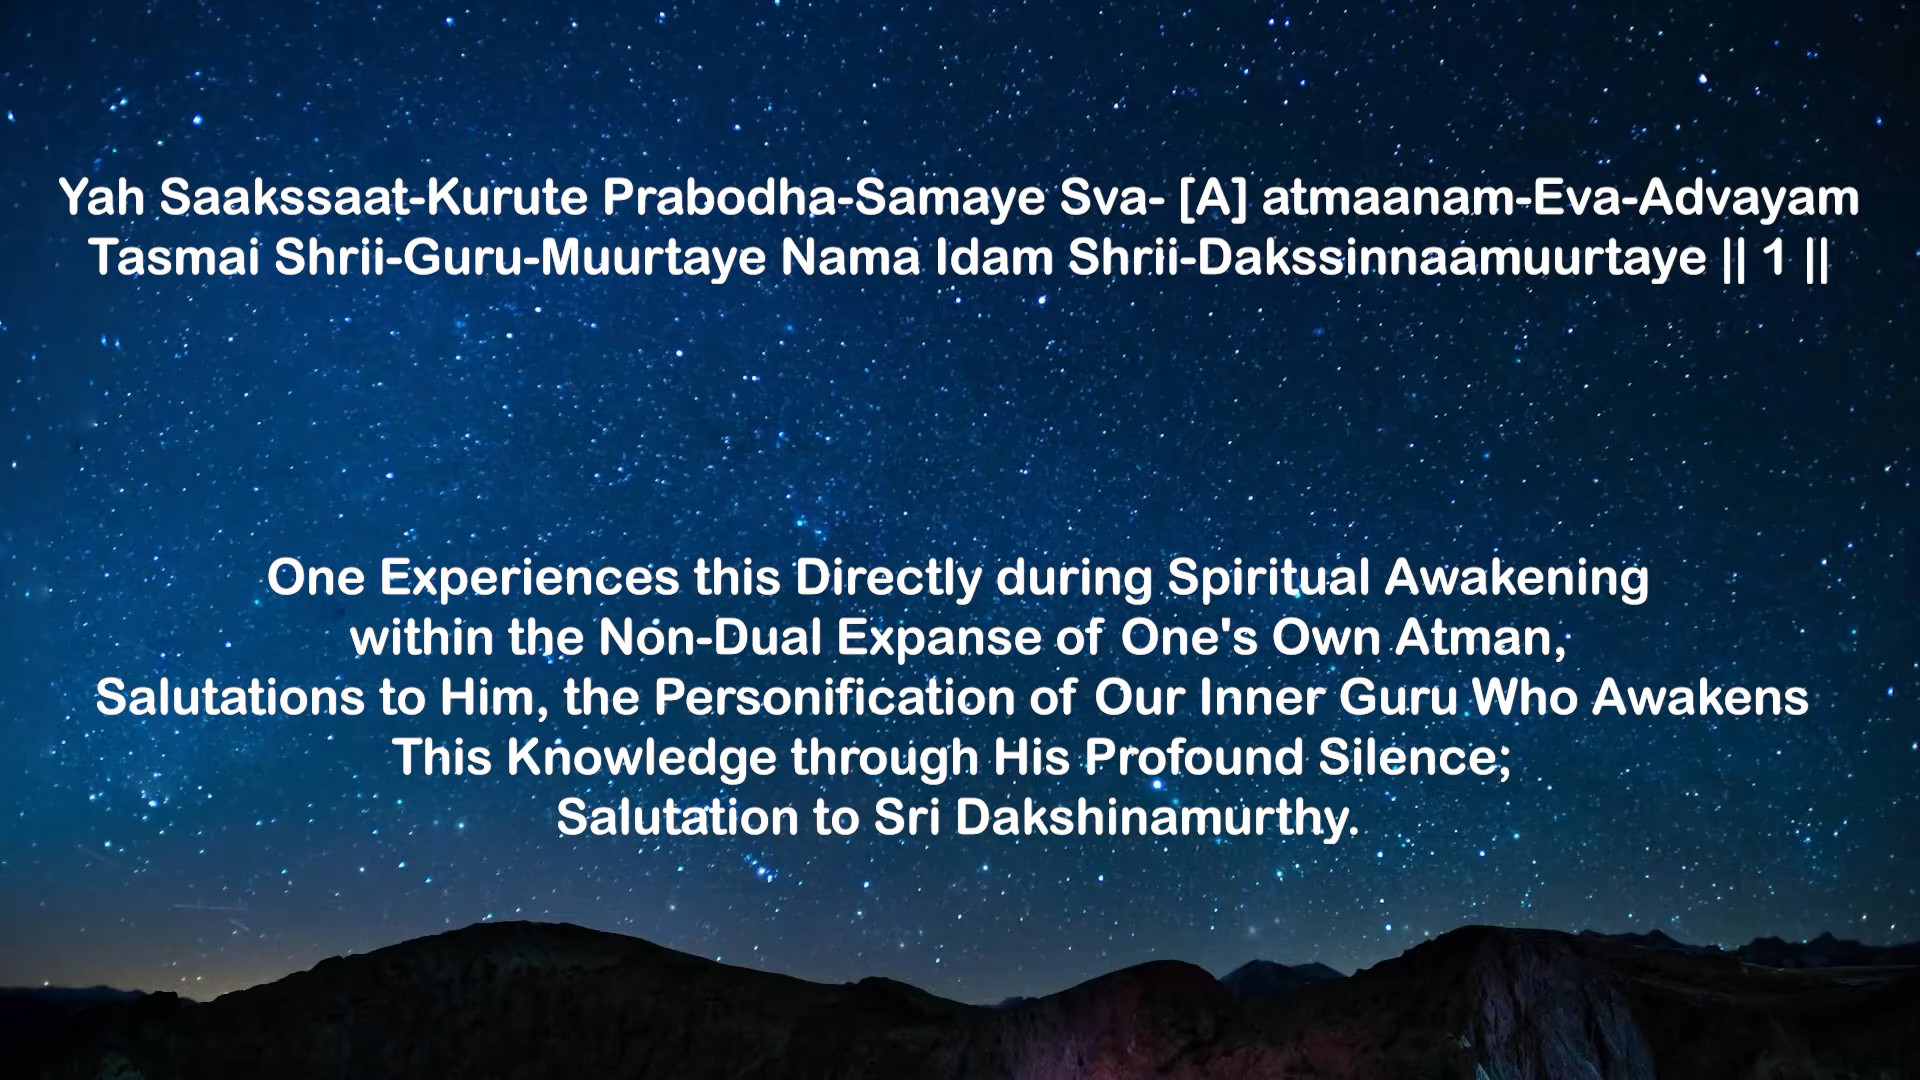 Yah Saakssaat-Kurute Prabodha-Samaye Sva- [A] atmaanam-Eva-Advayam
Tasmai Shrii-Guru-Muurtaye Nama Idam Shrii-Dakssinnaamuurtaye || 1 ||
One Experiences this Directly during Spiritual Awakening
within the Non-Dual Expanse of One's Own Atman,
Salutations to Him, the Personification of Our Inner Guru Who Awakens
This Knowledge through His Profound Silence;
Salutation to Sri Dakshinamurthy.